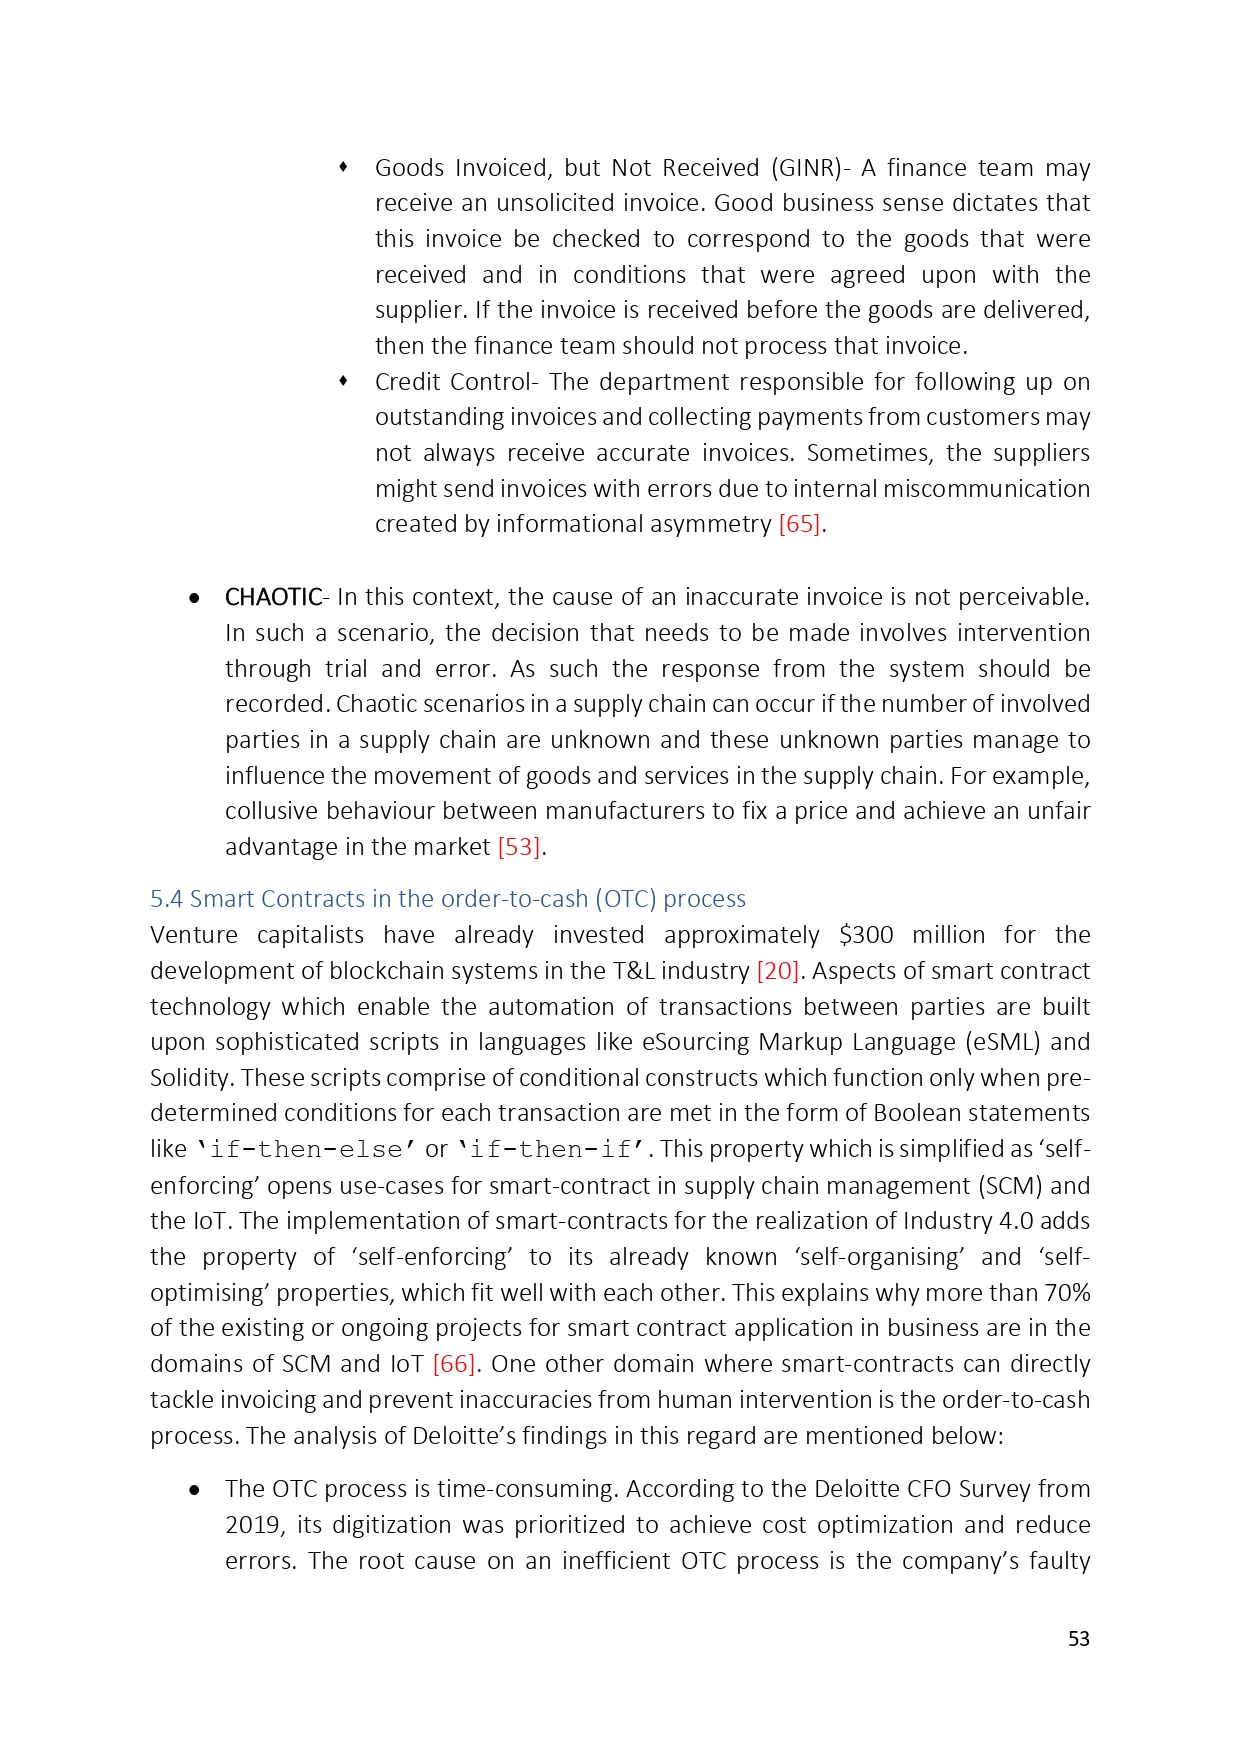 ⬧ Goods Invoiced, but Not Received (GINR)- A finance team may
receive an unsolicited invoice. Good business sense dictates that
this invoice be checked to correspond to the goods that were
received and in conditions that were agreed upon with the
supplier. If the invoice is received before the goods are delivered,
then the finance team should not process that invoice.
⬧ Credit Control- The department responsible for following up on
outstanding invoices and collecting payments from customers may
not always receive accurate invoices. Sometimes, the suppliers
might send invoices with errors due to internal miscommunication
created by informational asymmetry [65].
● CHAOTIC- In this context, the cause of an inaccurate invoice is not perceivable.
In such a scenario, the decision that needs to be made involves intervention
through trial and error. As such the response from the system should be
recorded. Chaotic scenarios in a supply chain can occur if the number of involved
parties in a supply chain are unknown and these unknown parties manage to
influence the movement of goods and services in the supply chain. For example,
collusive behaviour between manufacturers to fix a price and achieve an unfair
advantage in the market [53].
5.4 Smart Contracts in the order-to-cash (OTC) process
Venture capitalists have already invested approximately $300 million for the
development of blockchain systems in the T&L industry [20]. Aspects of smart contract
technology which enable the automation of transactions between parties are built
upon sophisticated scripts in languages like eSourcing Markup Language (eSML) and
Solidity. These scripts comprise of conditional constructs which function only when pre-
determined conditions for each transaction are met in the form of Boolean statements
like ‘if-then-else’ or ‘if-then-if’. This property which is simplified as ‘self-
enforcing’ opens use-cases for smart-contract in supply chain management (SCM) and
the IoT. The implementation of smart-contracts for the realization of Industry 4.0 adds
the property of ‘self-enforcing’ to its already known ‘self-organising’ and ‘self-
optimising’ properties, which fit well with each other. This explains why more than 70%
of the existing or ongoing projects for smart contract application in business are in the
domains of SCM and IoT [66]. One other domain where smart-contracts can directly
tackle invoicing and prevent inaccuracies from human intervention is the order-to-cash
process. The analysis of Deloitte’s findings in this regard are mentioned below:
● The OTC process is time-consuming. According to the Deloitte CFO Survey from
2019, its digitization was prioritized to achieve cost optimization and reduce
errors. The root cause on an inefficient OTC process is the company’s faulty
53